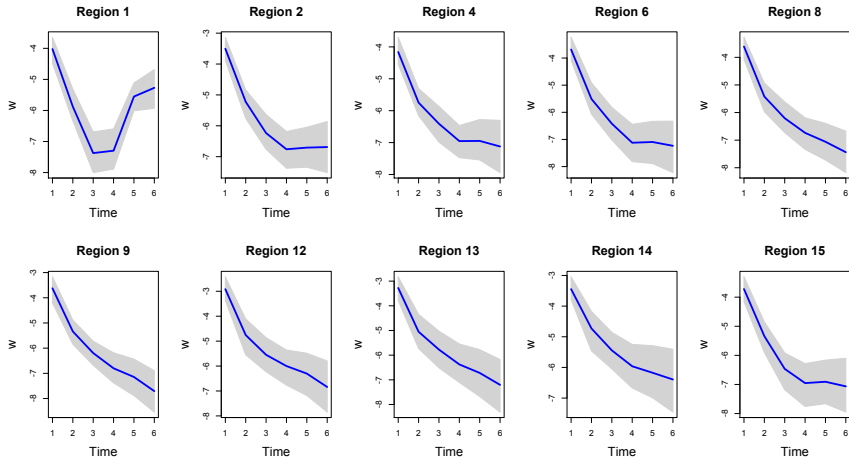 Region 1 Region 2 Region 4 Region 6 Region 8
w -4 -5 -6 -7 -8 w -3 -4 -5 -6 -7 w -3 -4 -5 -6 -7 -8 w -4 -5 -6 -7 -8 w -4 -5 -6 -7 -8
1 2 3 4 5 6 1 2 3 4 5 6 1 2 3 4 5 6 1 2 3 4 5 6 1 2 3 4 5 6
Time Time Time Time Time
Region 9 Region 12 Region 13 Region 14 Region 15
w -3 -4 -5 -6 -7 -8 w -3 -4 -5 -6 -7 w -3 -4 -5 -6 -7 -8 w -3 -4 -5 -6 -7 w -4 -5 -6 -7 -8
1 2 3 4 5 6 1 2 3 4 5 6 1 2 3 4 5 6 1 2 3 4 5 6 1 2 3 4 5 6
Time Time Time Time Time